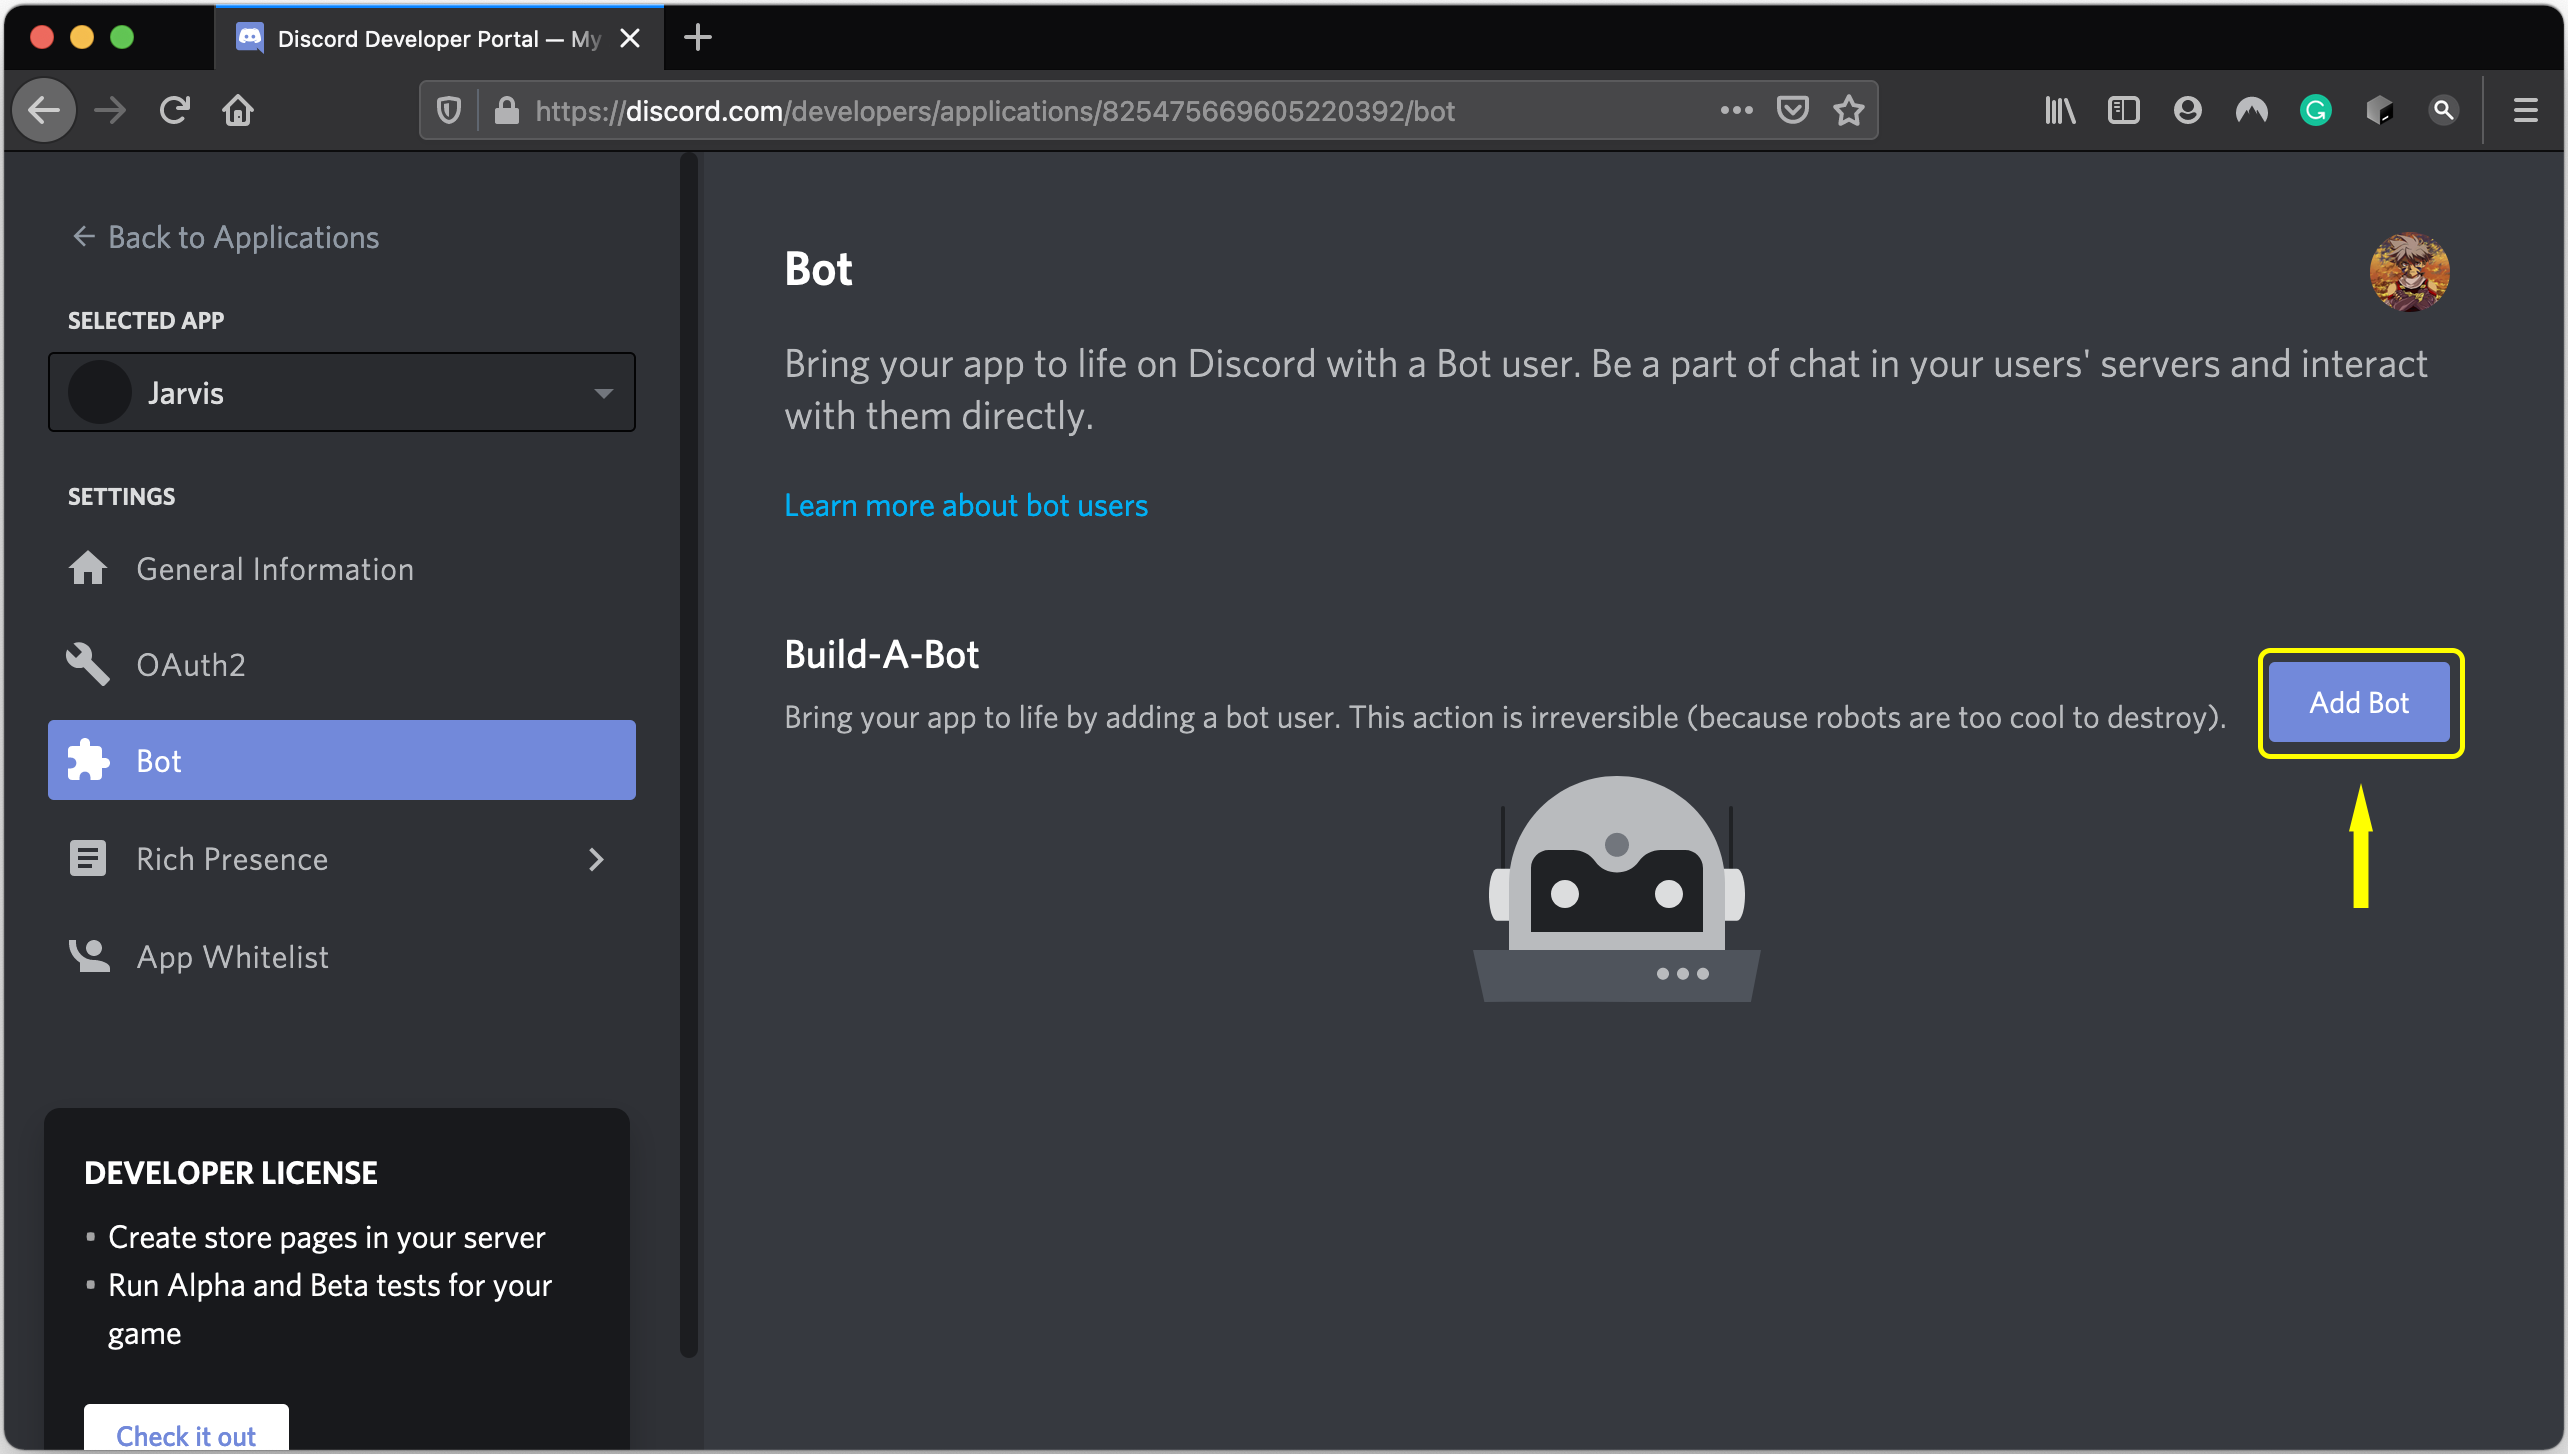 Discord Developer Portal — My
https://discord.com/developers/applications/825475669605220392/bot
Back to Applications
SELECTED APP
Jarvis
SETTINGS
General Information
OAuth2
Bot
Rich Presence
App Whitelist
DEVELOPER LICENSE
Create store pages in your server
Run Alpha and Beta tests for your
game
Check it out
Bot
Bring your app to life on Discord with a Bot user. Be a part of chat in your users' servers and interact
with them directly.
Learn more about bot users
Build-A-Bot
Bring your app to life by adding a bot user. This action is irreversible (because robots are too cool to destroy).
Add Bot